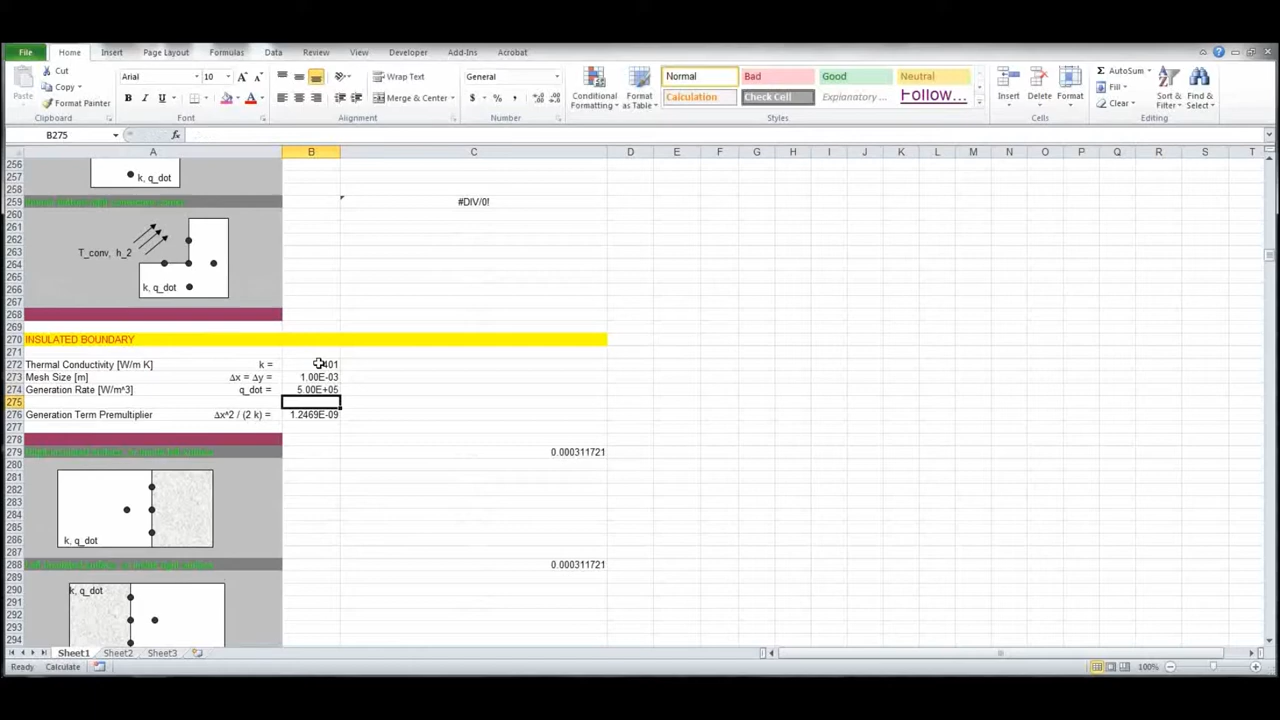 File Home Insert Page Layout Formulas Data Review View Developer Add-Ins Acrobat
Cut
Copy
Format Painter
Paste
Clipboard
Arial 10
Font
Wrap Text
Merge & Center
Alignment
General
Number
Conditional Formatting
Format as Table
Normal Bad Good Neutral
Calculation Check Cell Explanatory ... Follow...
Styles
Insert Delete Format
Cells
AutoSum
Fill
Clear
Sort & Filter
Find & Select
Editing
B275 fx
A B C D E F G H I J K L M N O P Q R S T
256
257 k, q_dot
258
259 #DIV/0!
260
261
262
263 T_conv, h_2
264
265
266 k, q_dot
267
268
269
270 INSULATED BOUNDARY
271
272 Thermal Conductivity [W/m K] k = 401
273 Mesh Size [m] Δx = Δy = 1.00E-03
274 Generation Rate [W/m^3] q_dot = 5.00E+05
275
276 Generation Term Premultiplier Δx^2 / (2 k) = 1.2469E-09
277
278
279 0.000311721
280
281
282
283
284
285
286 k, q_dot
287
288 0.000311721
289
290 k, q_dot
291
292
293
294
Sheet1 Sheet2 Sheet3
Ready Calculate 100%